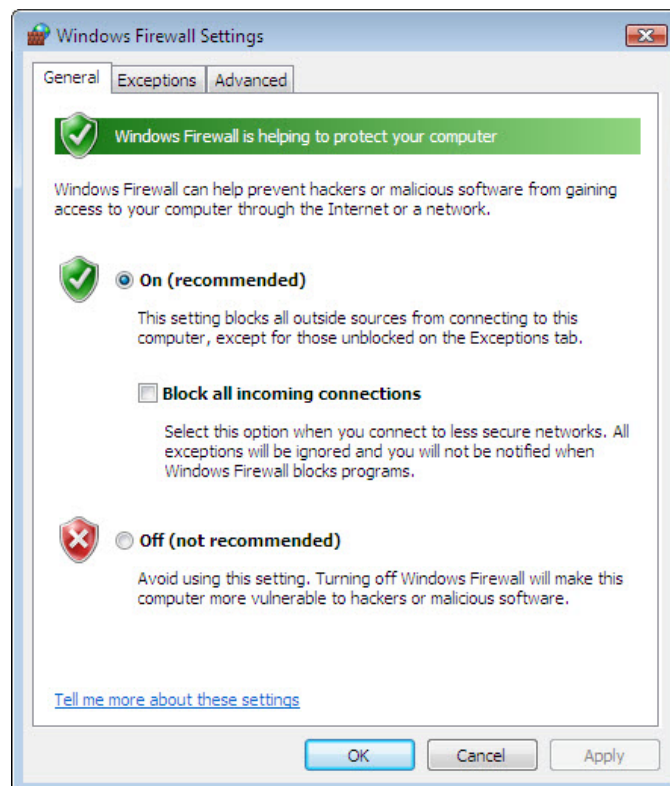 Windows Firewall Settings
General
Exceptions
Advanced
Windows Firewall is helping to protect your computer
Windows Firewall can help prevent hackers or malicious software from gaining
access to your computer through the Internet or a network.
On (recommended)
This setting blocks all outside sources from connecting to this
computer, except for those unblocked on the Exceptions tab.
Block all incoming connections
Select this option when you connect to less secure networks. All
exceptions will be ignored and you will not be notified when
Windows Firewall blocks programs.
Off (not recommended)
Avoid using this setting. Turning off Windows Firewall will make this
computer more vulnerable to hackers or malicious software.
Tell me more about these settings
OK
Cancel
Apply